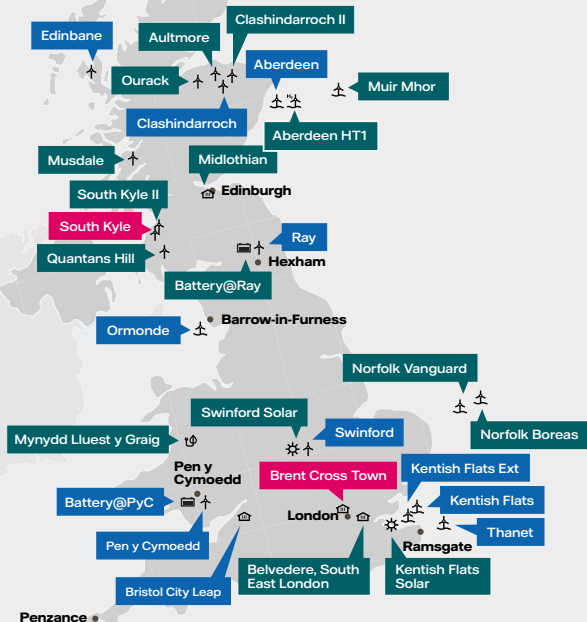 Clashindarroch II
Edinbane
Aultmore
Aberdeen
Ourack
Muir Mhor
Clashindarroch
H₂
Aberdeen HT1
Musdale
Midlothian
Edinburgh
South Kyle II
South Kyle
Ray
Quantans Hill
Hexham
Battery@Ray
Barrow-in-Furness
Ormonde
Norfolk Vanguard
Swinford Solar
Norfolk Boreas
Mynydd Lluest y Graig
Swinford
Pen y
Cymoedd
Brent Cross Town
Kentish Flats Ext
Battery@PyC
Kentish Flats
London
Thanet
Pen y Cymoedd
Ramsgate
Belvedere, South
East London
Kentish Flats
Solar
Bristol City Leap
Penzance